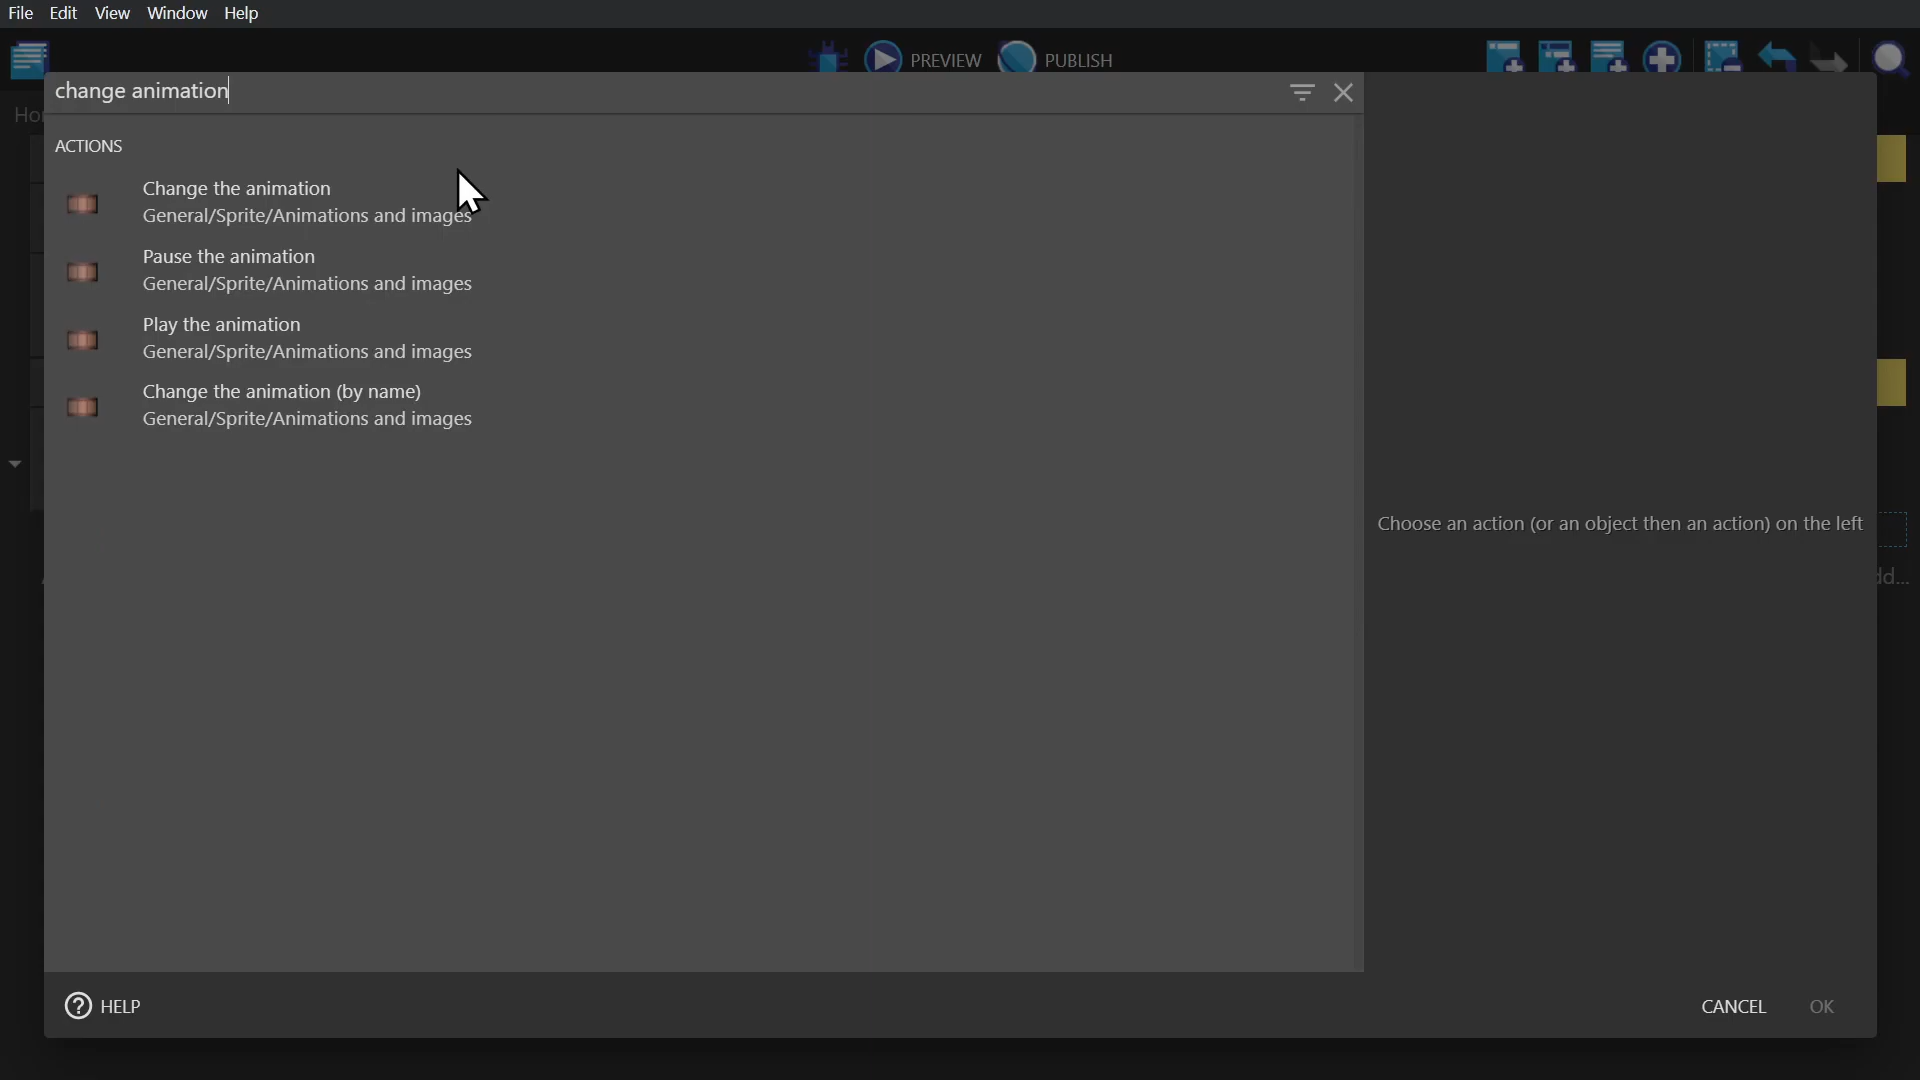 File Edit View Window Help
PREVIEW PUBLISH
change animation
ACTIONS
Change the animation
General/Sprite/Animations and images
Pause the animation
General/Sprite/Animations and images
Play the animation
General/Sprite/Animations and images
Change the animation (by name)
General/Sprite/Animations and images
Choose an action (or an object then an action) on the left
HELP
CANCEL OK